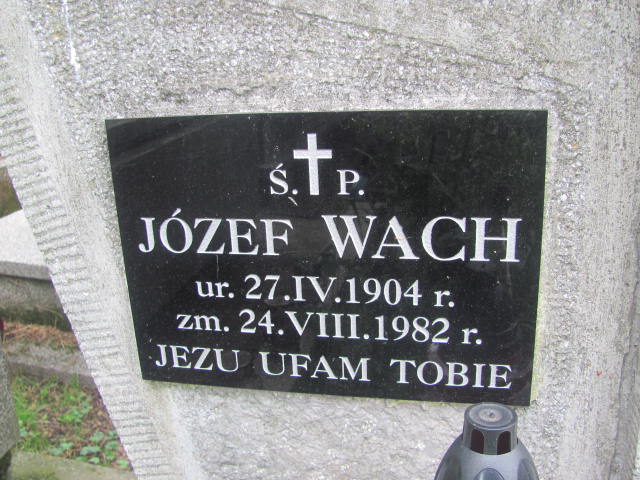 Ś. P.
JÓZEF WACH
ur. 27.IV.1904 r.
zm. 24.VIII.1982 r.
JEZU UFAM TOBIE